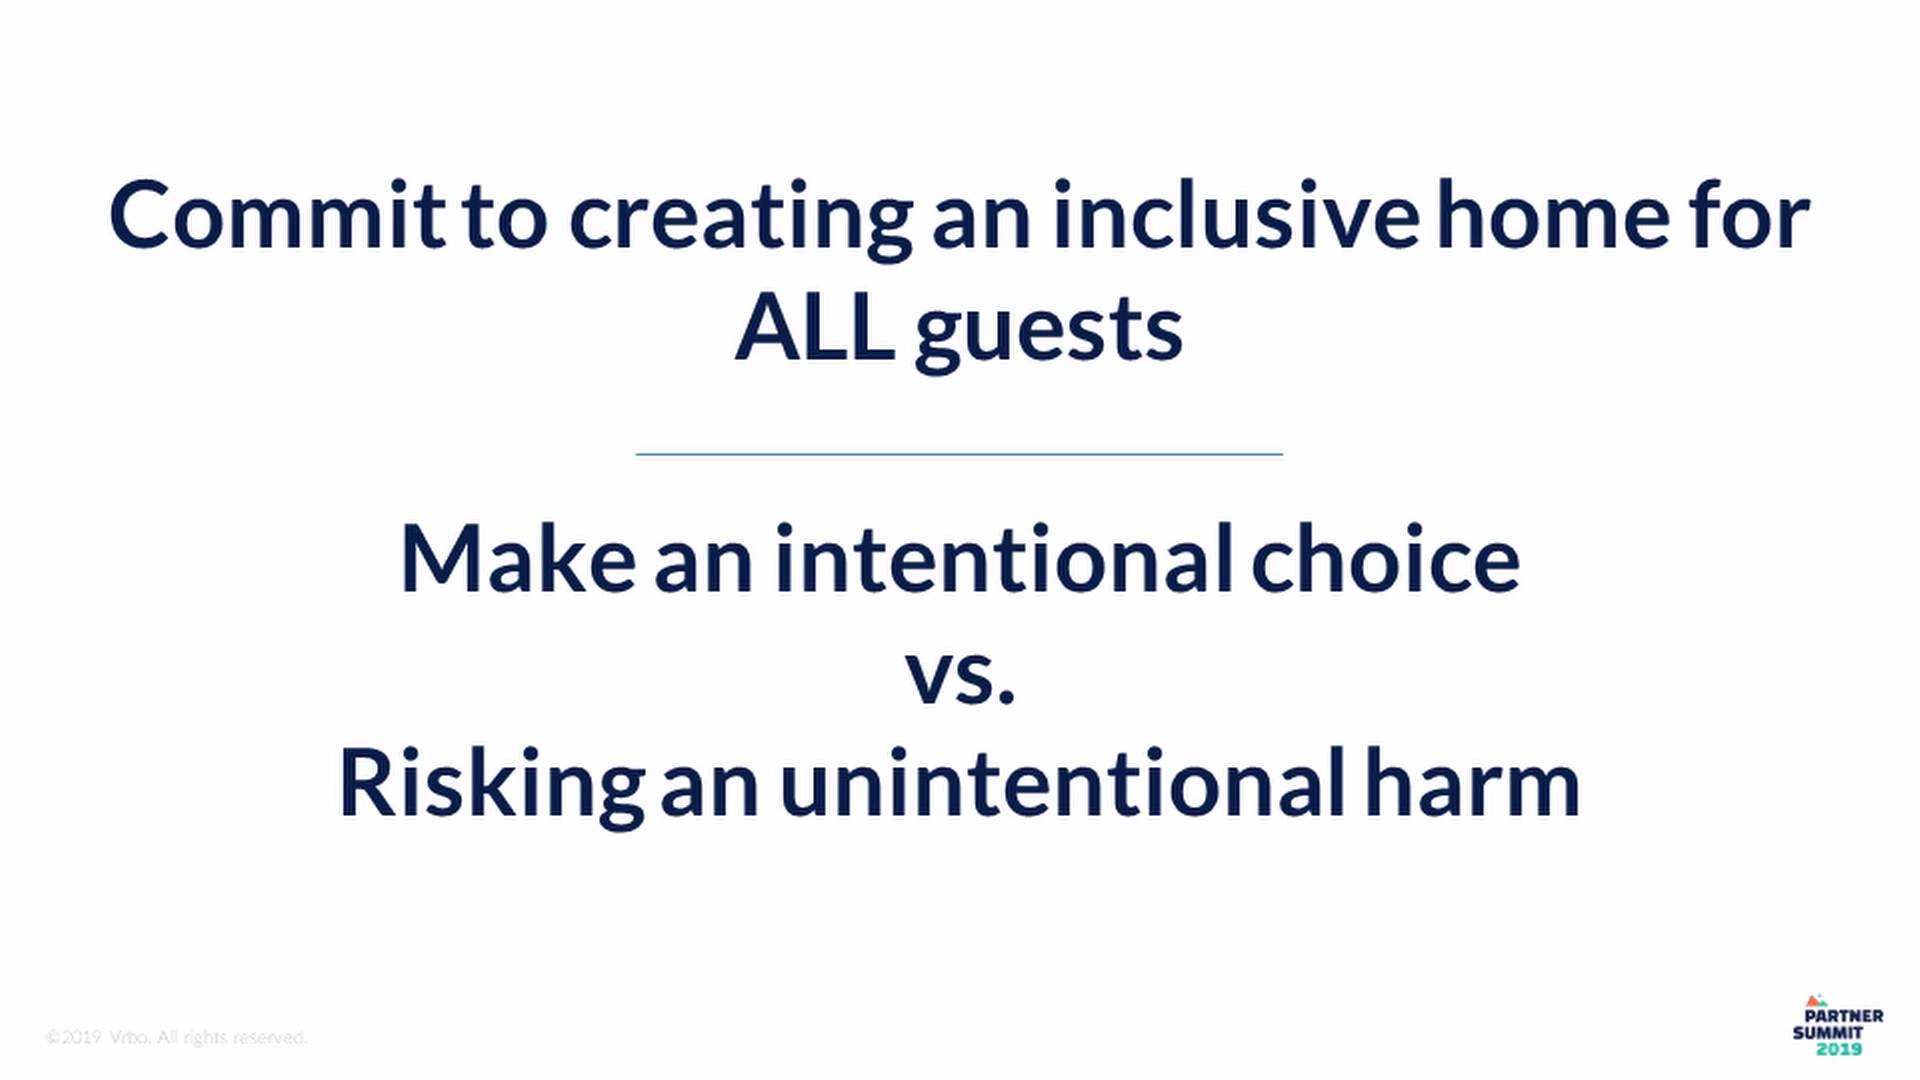 Commit to creating an inclusive home for
ALL guests
Make an intentional choice
vs.
Risking an unintentional harm
©2019 Vrbo. All rights reserved.
PARTNER
SUMMIT
2019